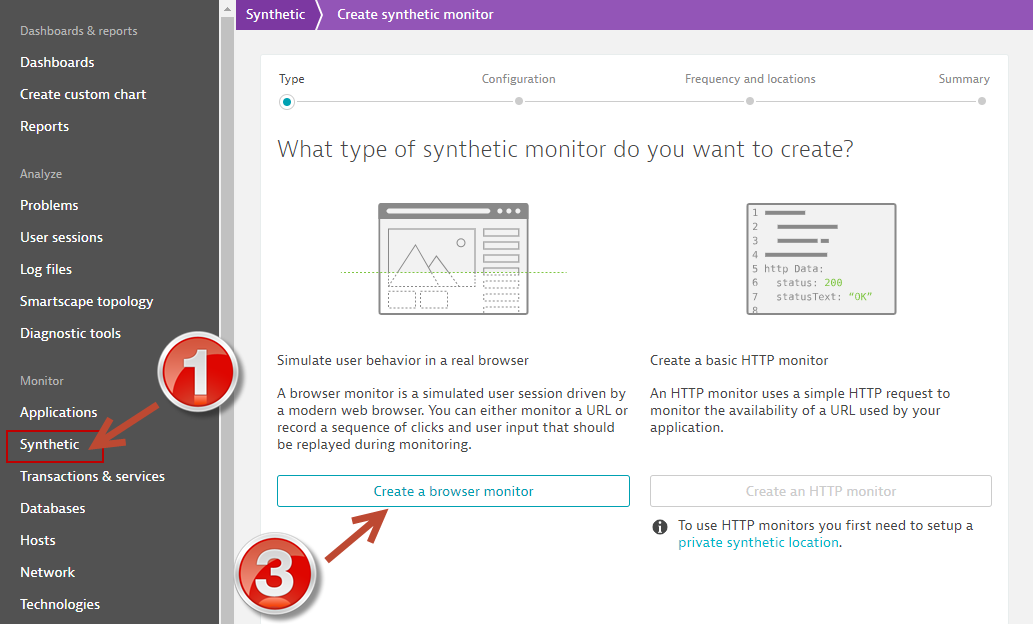 Dashboards & reports
Dashboards
Create custom chart
Reports
Analyze
Problems
User sessions
Log files
Smartscape topology
Diagnostic tools
Monitor
Applications
Synthetic
Transactions & services
Databases
Hosts
Network
Technologies
1
3
Synthetic
Create synthetic monitor
Type
Configuration
Frequency and locations
Summary
What type of synthetic monitor do you want to create?
1
2
3
4
5 http Data:
6 status: 200
7 statusText: “OK”
8
Simulate user behavior in a real browser
A browser monitor is a simulated user session driven by
a modern web browser. You can either monitor a URL or
record a sequence of clicks and user input that should
be replayed during monitoring.
Create a browser monitor
Create a basic HTTP monitor
An HTTP monitor uses a simple HTTP request to
monitor the availability of a URL used by your
application.
Create an HTTP monitor
To use HTTP monitors you first need to setup a
private synthetic location.